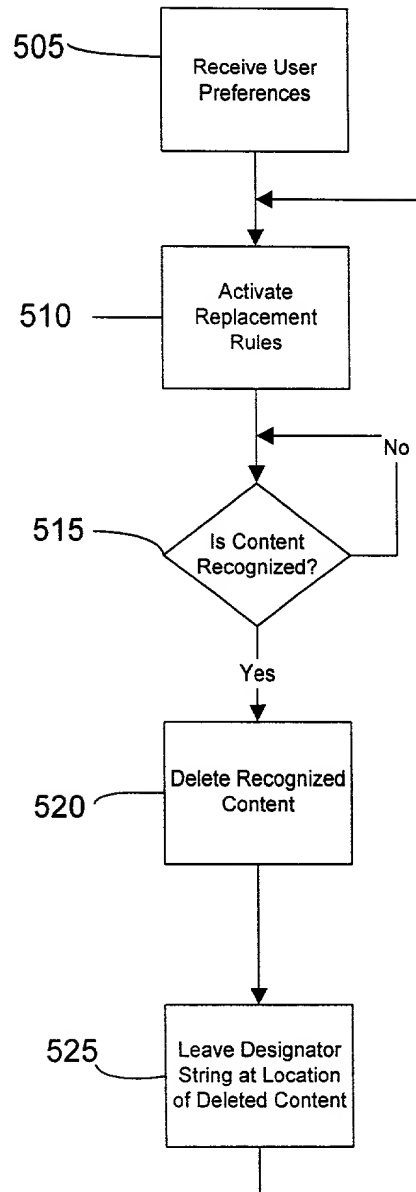 505
Receive User
Preferences
510
Activate
Replacement
Rules
No
515
Is Content
Recognized?
Yes
520
Delete Recognized
Content
525
Leave Designator
String at Location
of Deleted Content